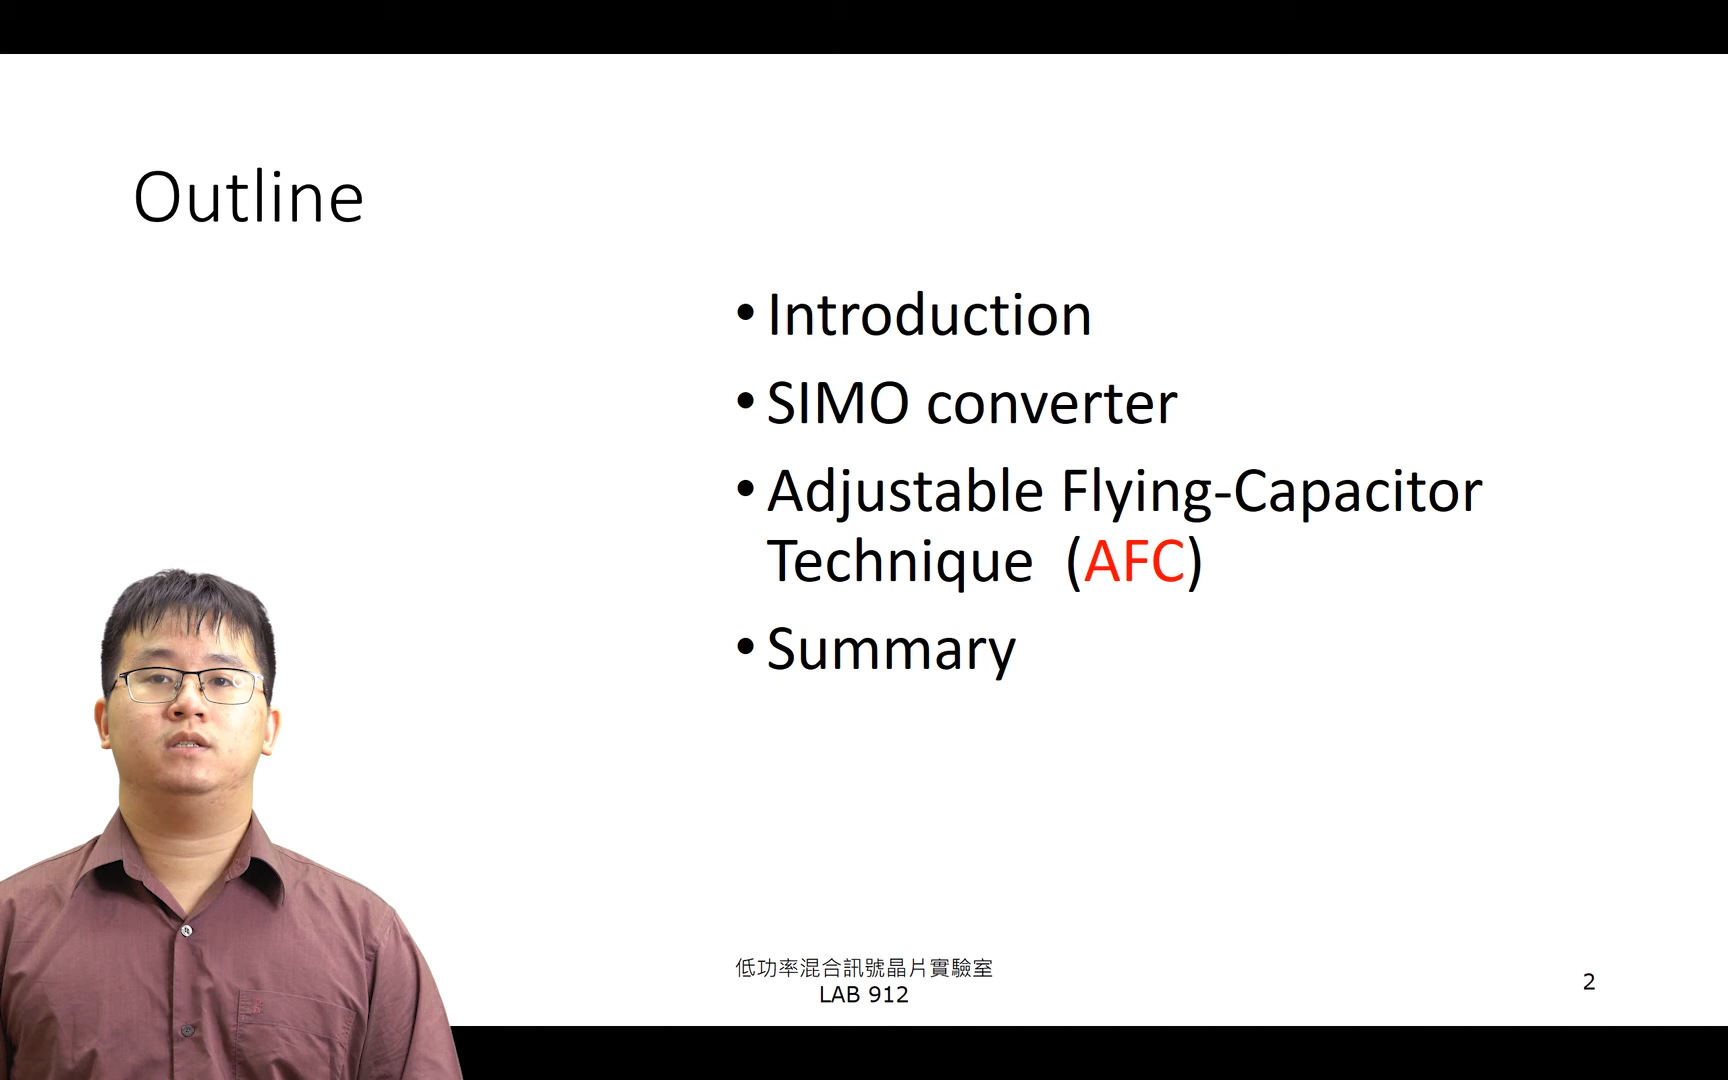 Outline
• Introduction
• SIMO converter
• Adjustable Flying-Capacitor
Technique (AFC)
• Summary
低功率混合訊號晶片實驗室
LAB 912
2